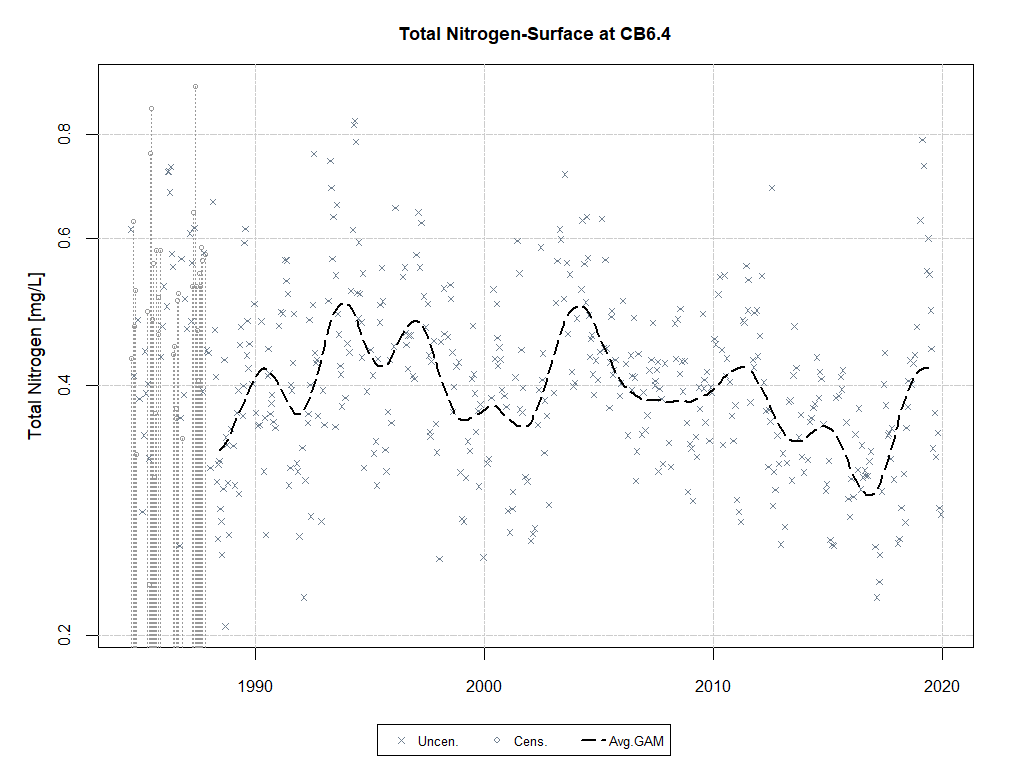 Total Nitrogen-Surface at CB6.4
Total Nitrogen [mg/L]
0.8
0.6
0.4
0.2
1990 2000 2010 2020
Uncen. Cens. Avg.GAM